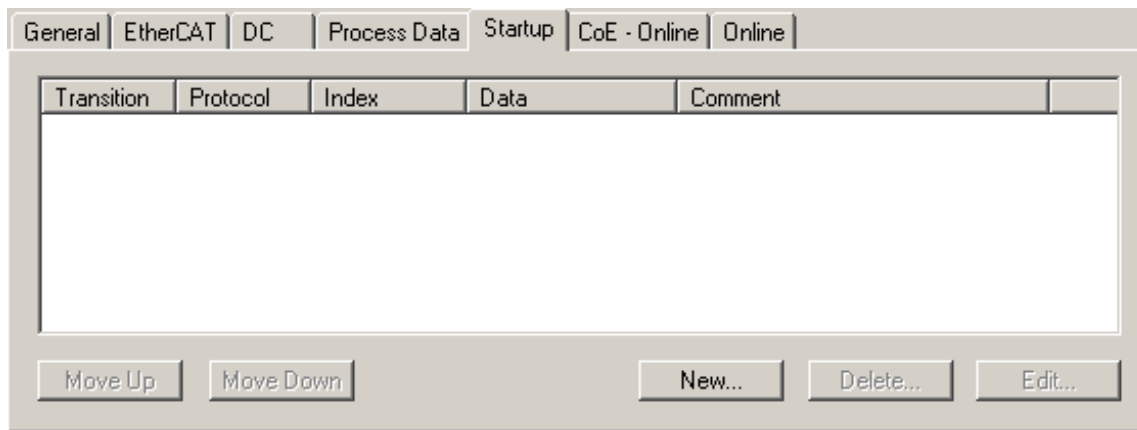 General EtherCAT DC Process Data Startup CoE - Online Online
Transition Protocol Index Data Comment
Move Up Move Down New... Delete... Edit...